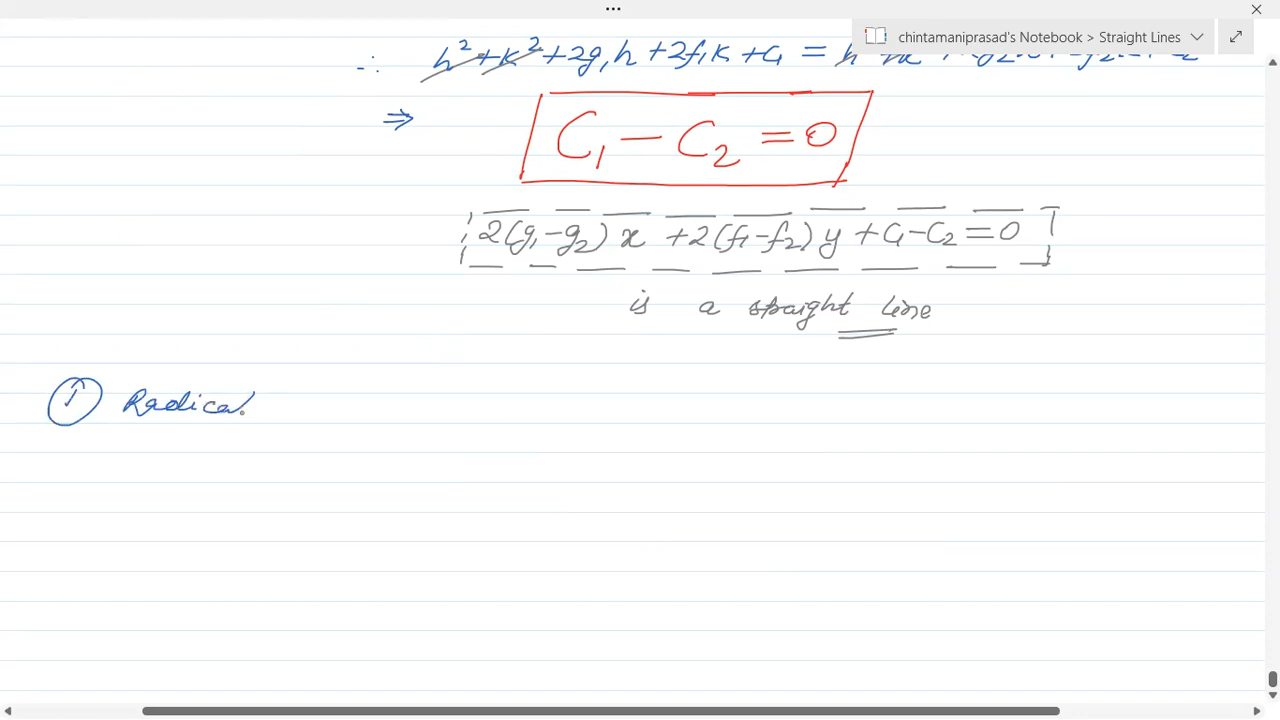 ...
chintamaniprasad's Notebook > Straight Lines
∴ h² + k² + 2g₁h + 2f₁k + C₁ =
⇒ C₁ − C₂ = 0
2(g₁−g₂) x + 2(f₁−f₂) y + C₁−C₂ = 0
is a straight line
① Radical